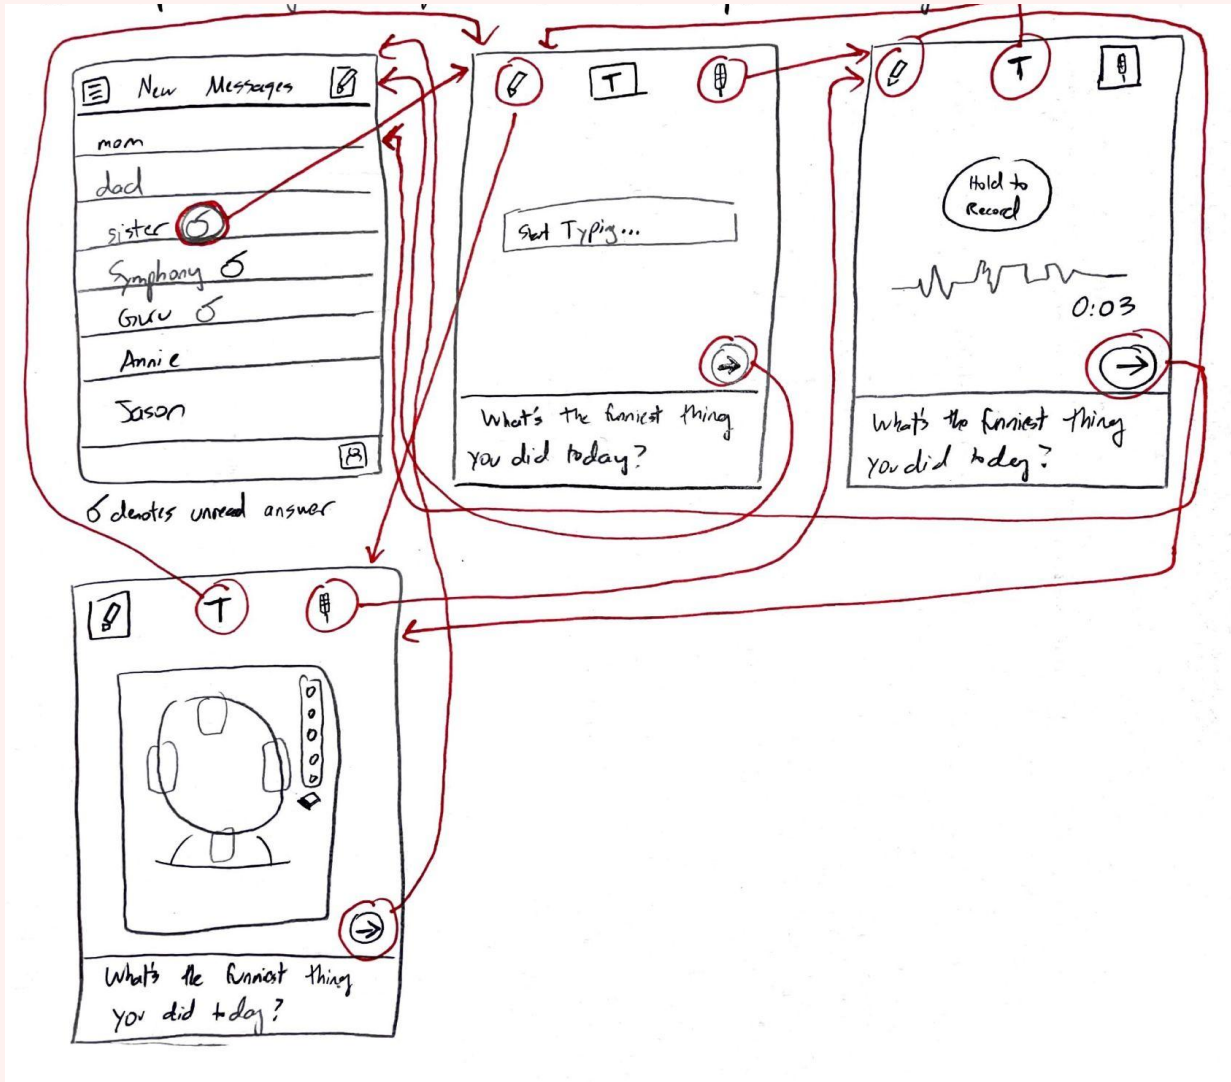 New Messages
mom
dad
sister
Symphony
Guru
Annie
Jason
6 denotes unread answer
T
Start Typing...
What's the funniest thing
you did today?
T
Hold to
Record
0:03
What's the funniest thing
you did today?
T
What's the funniest thing
you did today?